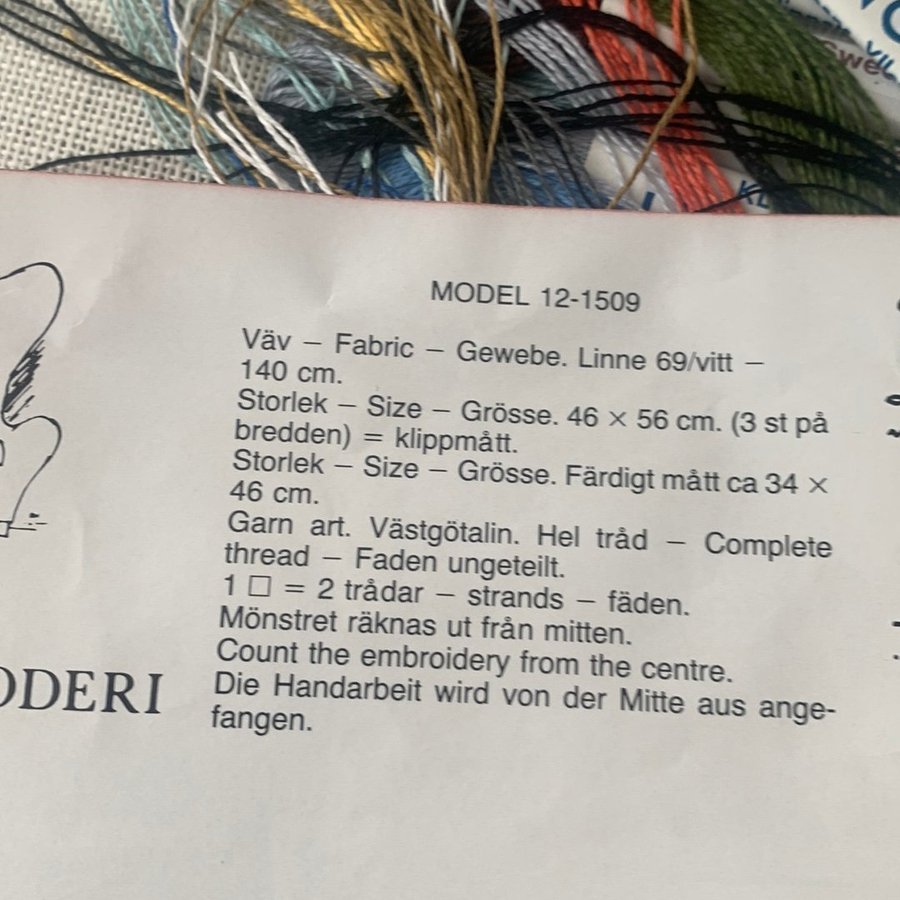 MODEL 12-1509
Väv – Fabric – Gewebe. Linne 69/vitt –
140 cm.
Storlek – Size – Grösse. 46 × 56 cm. (3 st på
bredden) = klippmått.
Storlek – Size – Grösse. Färdigt mått ca 34 ×
46 cm.
Garn art. Västgötalin. Hel tråd – Complete
thread – Faden ungeteilt.
1 □ = 2 trådar – strands – fäden.
Mönstret räknas ut från mitten.
Count the embroidery from the centre.
Die Handarbeit wird von der Mitte aus ange-
fangen.
ODERI